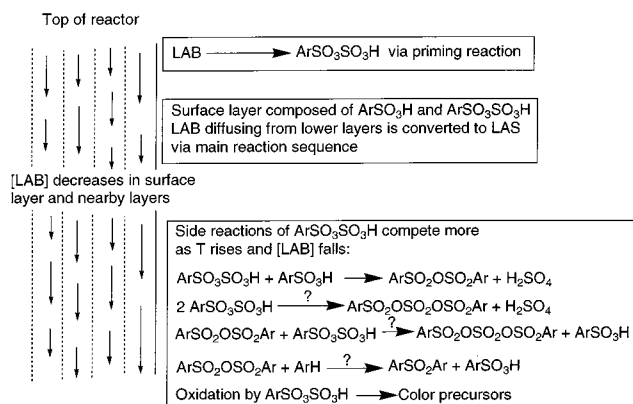 Top of reactor
LAB ⟶ ArSO₃SO₃H via priming reaction
Surface layer composed of ArSO₃H and ArSO₃SO₃H
LAB diffusing from lower layers is converted to LAS
via main reaction sequence
[LAB] decreases in surface
layer and nearby layers
Side reactions of ArSO₃SO₃H compete more
as T rises and [LAB] falls:
ArSO₃SO₃H + ArSO₃H ⟶ ArSO₂OSO₂Ar + H₂SO₄
2 ArSO₃SO₃H ?⟶ ArSO₂OSO₂OSO₂Ar + H₂SO₄
ArSO₂OSO₂Ar + ArSO₃SO₃H ?⟶ ArSO₂OSO₂OSO₂Ar + ArSO₃H
ArSO₂OSO₂Ar + ArH ?⟶ ArSO₂Ar + ArSO₃H
Oxidation by ArSO₃SO₃H ⟶ Color precursors